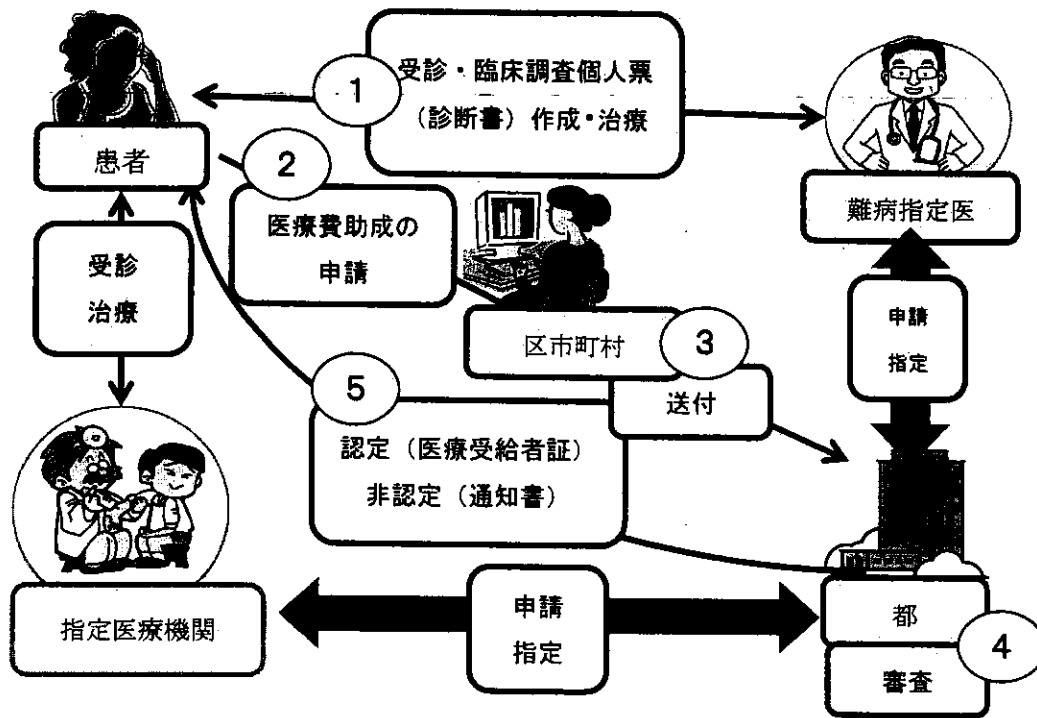 ①
受診・臨床調査個人票
(診断書)作成・治療
患者
難病指定医
②
医療費助成の
申請
受診
治療
区市町村
③
送付
申請
指定
⑤
認定(医療受給者証)
非認定(通知書)
指定医療機関
申請
指定
都
④
審査